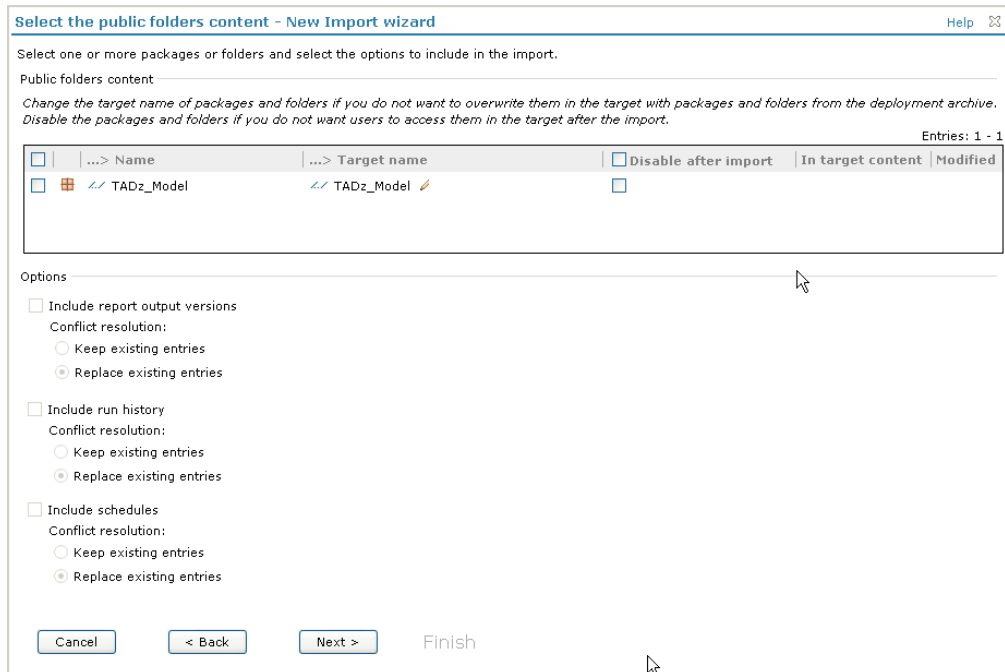 Select the public folders content - New Import wizard Help
Select one or more packages or folders and select the options to include in the import.
Public folders content
Change the target name of packages and folders if you do not want to overwrite them in the target with packages and folders from the deployment archive.
Disable the packages and folders if you do not want users to access them in the target after the import.
Entries: 1 - 1
...> Name ...> Target name Disable after import In target content Modified
TADz_Model TADz_Model
Options
Include report output versions
Conflict resolution:
Keep existing entries
Replace existing entries
Include run history
Conflict resolution:
Keep existing entries
Replace existing entries
Include schedules
Conflict resolution:
Keep existing entries
Replace existing entries
Cancel < Back Next > Finish